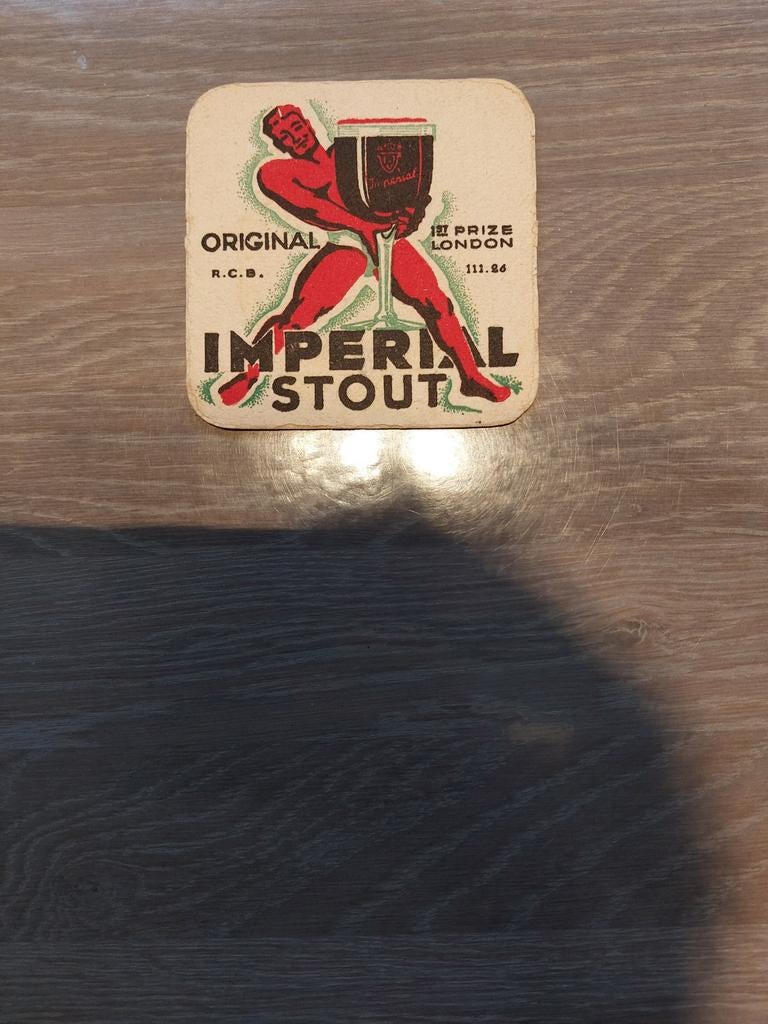 Imperial
ORIGINAL
1ST PRIZE
LONDON
R.C.B.
111.26
IMPERIAL
STOUT